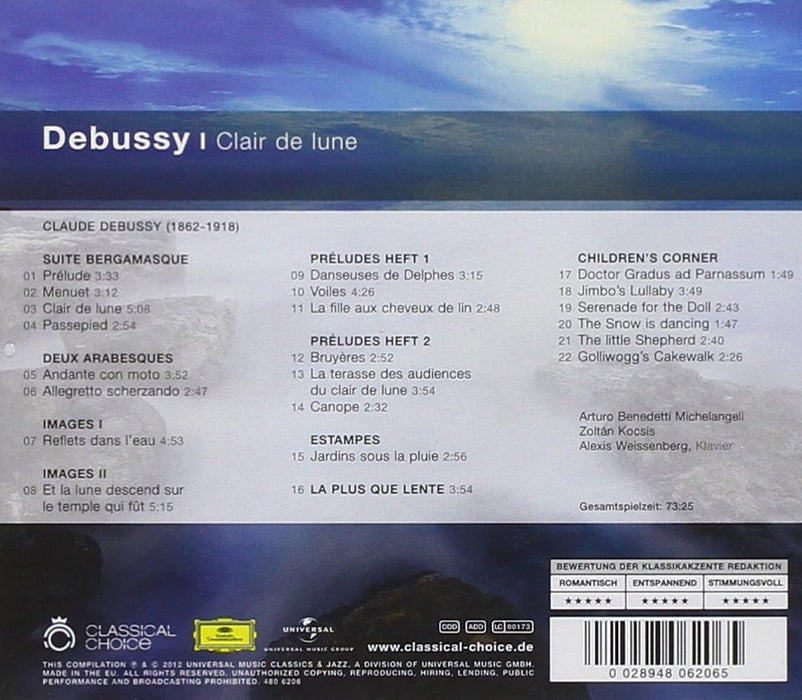 Debussy I Clair de lune
CLAUDE DEBUSSY (1862-1918)
SUITE BERGAMASQUE
01 Prélude 3:33
02 Menuet 3:12
03 Clair de lune 5:08
04 Passepied 2:54
DEUX ARABESQUES
05 Andante con moto 3:52
06 Allegretto scherzando 2:47
IMAGES I
07 Reflets dans l'eau 4:53
IMAGES II
08 Et la lune descend sur
le temple qui fût 5:15
PRÉLUDES HEFT 1
09 Danseuses de Delphes 3:15
10 Voiles 4:26
11 La fille aux cheveux de lin 2:48
PRÉLUDES HEFT 2
12 Bruyères 2:52
13 La terasse des audiences
du clair de lune 3:54
14 Canope 2:32
ESTAMPES
15 Jardins sous la pluie 2:56
16 LA PLUS QUE LENTE 3:54
CHILDREN'S CORNER
17 Doctor Gradus ad Parnassum 1:49
18 Jimbo's Lullaby 3:49
19 Serenade for the Doll 2:43
20 The Snow is dancing 1:47
21 The little Shepherd 2:40
22 Golliwogg's Cakewalk 2:26
Arturo Benedetti Michelangeli
Zoltán Kocsis
Alexis Weissenberg, Klavier
Gesamtspielzeit: 73:25
BEWERTUNG DER KLASSIKAKZENTE REDAKTION
ROMANTISCH ENTSPANNEND STIMMUNGSVOLL
★★★★★ ★★★★★ ★★★★★
CLASSICAL
CHOICE
Deutsche
Grammophon
UNIVERSAL
UNIVERSAL MUSIC GROUP
DDD ADD LC 00173
www.classical-choice.de
THIS COMPILATION ℗ & © 2012 UNIVERSAL MUSIC CLASSICS & JAZZ, A DIVISION OF UNIVERSAL MUSIC GMBH.
MADE IN THE EU. ALL RIGHTS RESERVED. UNAUTHORIZED COPYING, REPRODUCING, HIRING, LENDING, PUBLIC
PERFORMANCE AND BROADCASTING PROHIBITED. 480 6206
0 028948 062065